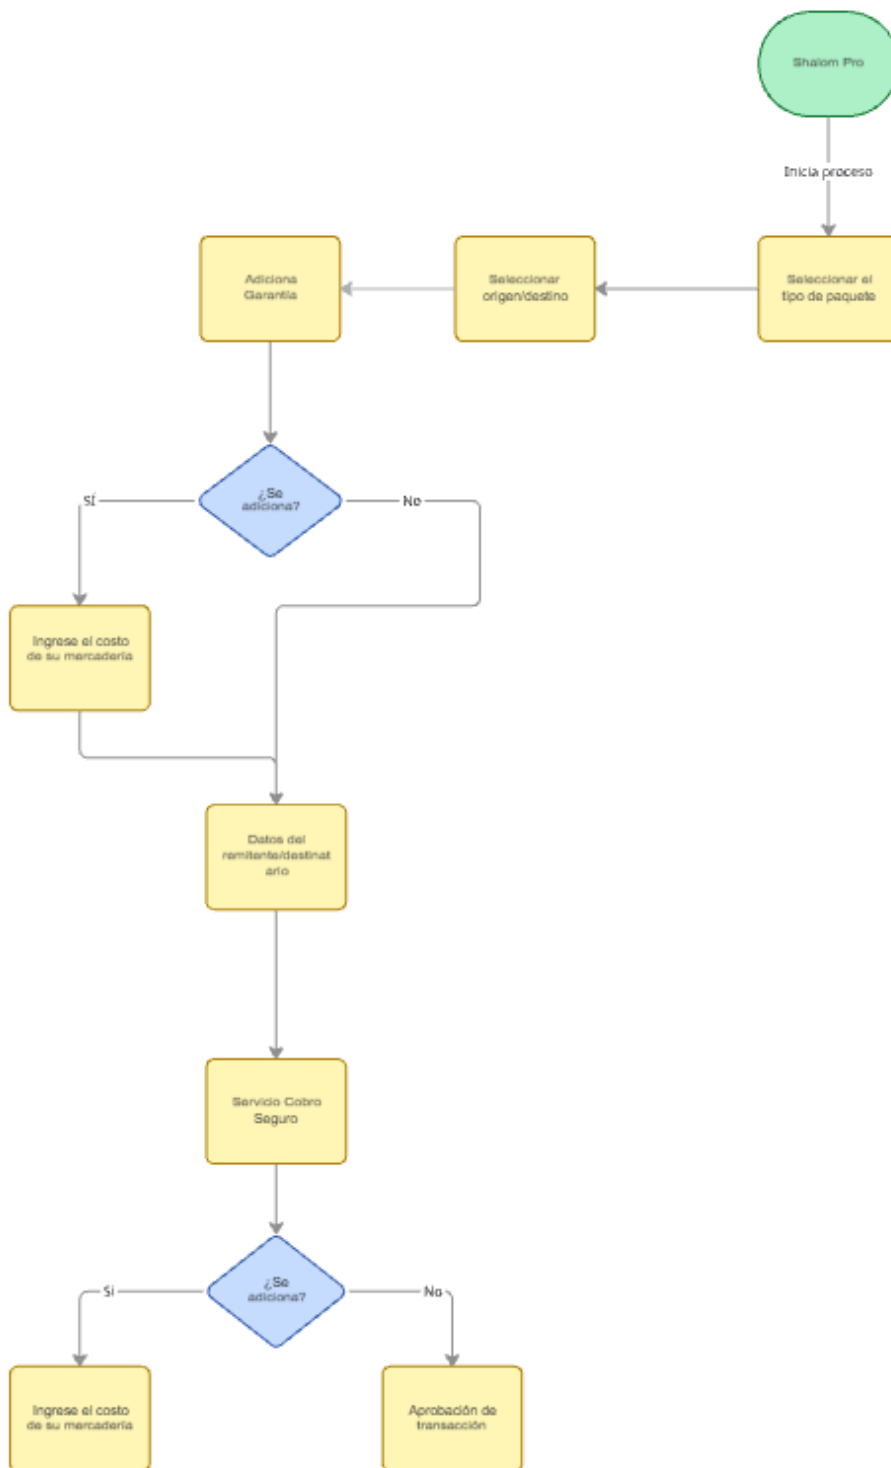 Shalom Pro
Inicia proceso
Adiciona
Garantía
Seleccionar
origen/destino
Seleccionar el
tipo de paquete
¿Se
adiciona?
SÍ
No
Ingrese el costo
de su mercadería
Datos del
remitente/destinat
ario
Servicio Cobro
Seguro
¿Se
adiciona?
Si
No
Ingrese el costo
de su mercadería
Aprobación de
transacción